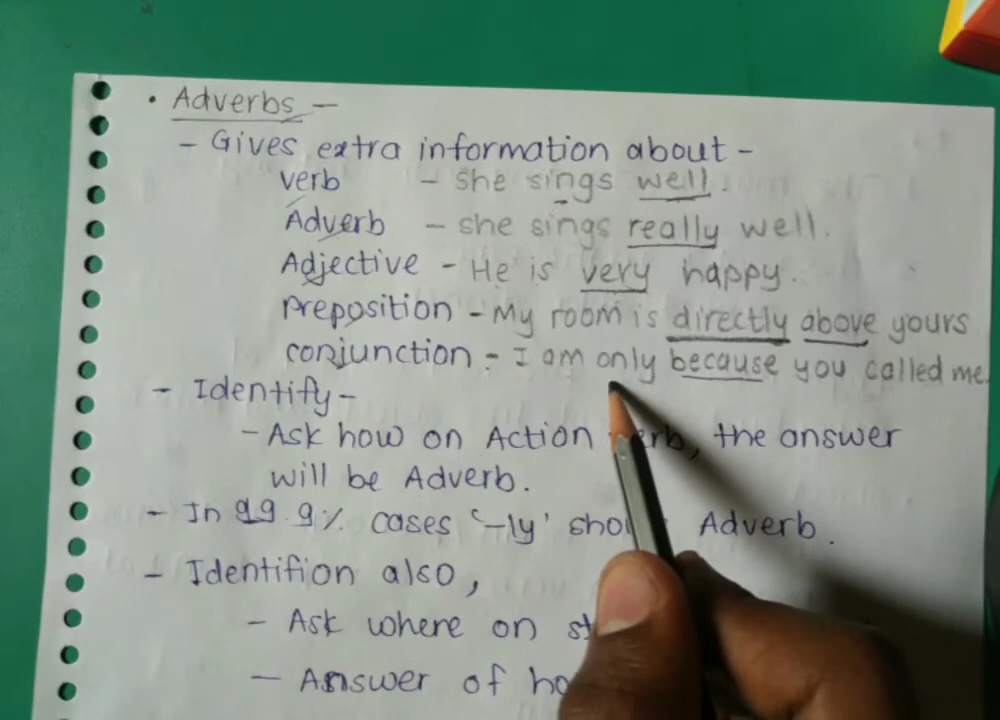 • Adverbs -
- Gives extra information about -
verb - she sings well.
Adverb - she sings really well.
Adjective - He is very happy.
preposition - My room is directly above yours
conjunction - I am only because you called me.
- Identify -
- Ask how on Action the answer
will be Adverb.
- In 99.9% cases '-ly' Adverb.
- Identifion also,
- Ask where on
- Answer of